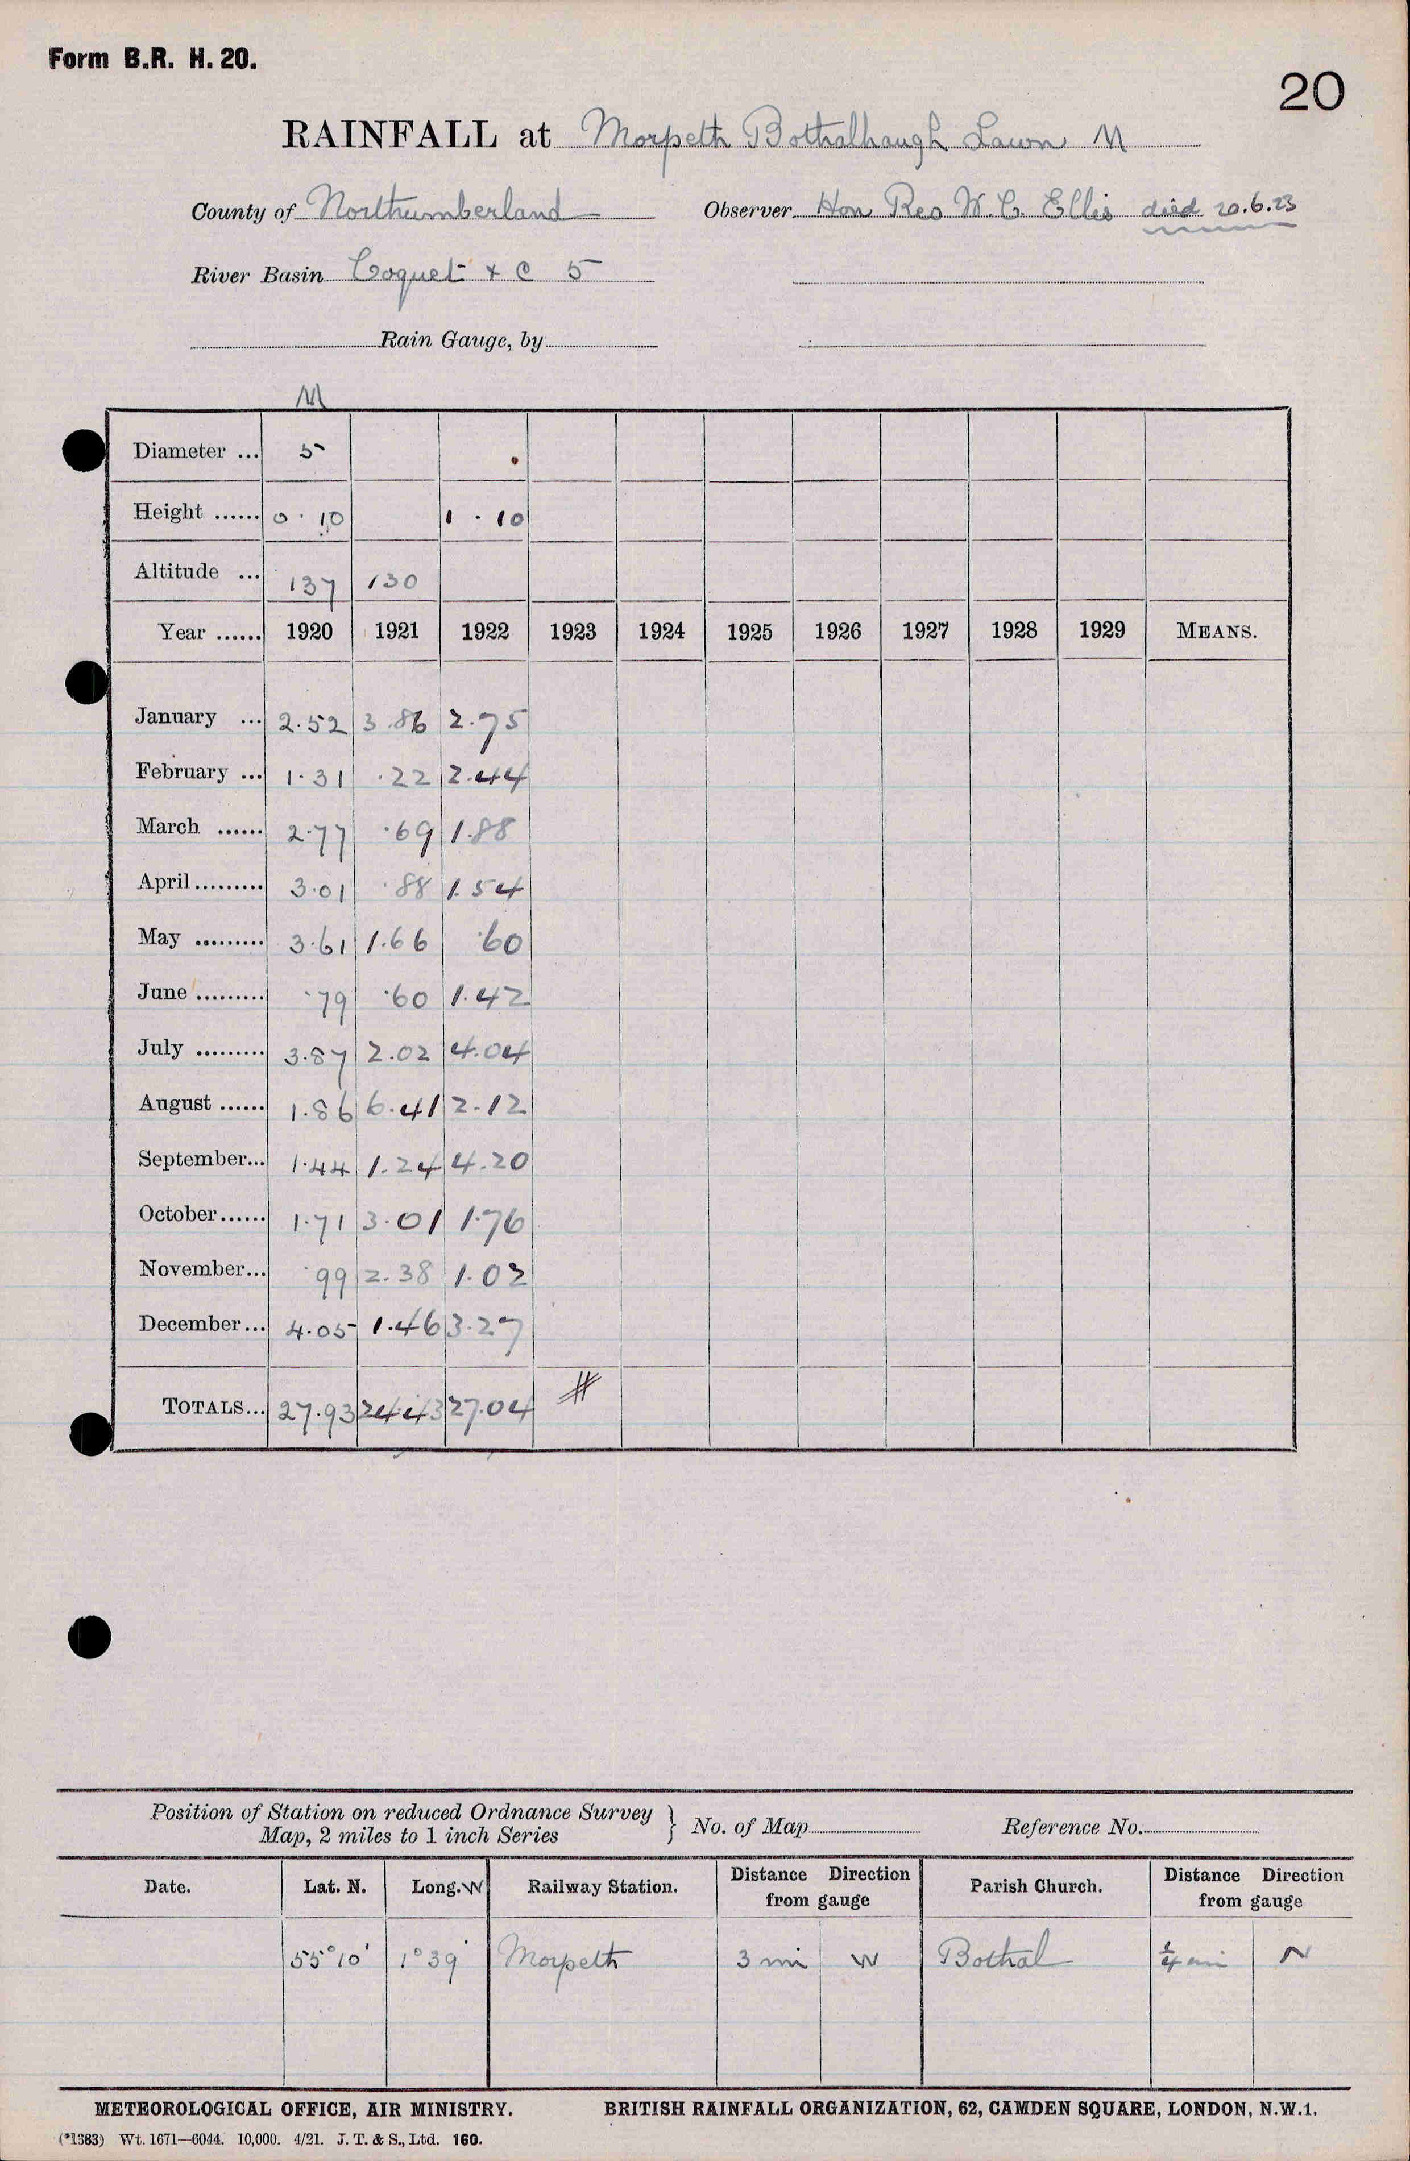 Form B.R. H. 20.
20
RAINFALL at Morpeth Bothalhaugh Lawn M
County of Northumberland Observer Hon Rev W. C. Ellis died 20.6.23
River Basin Coquet & C 5
Rain Gauge, by
M
Diameter ... 5
Height ...... 0 . 10 1 . 10
Altitude ... 137 130
Year ...... 1920 1921 1922 1923 1924 1925 1926 1927 1928 1929 MEANS.
January ... 2.52 3.86 2.75
February ... 1.31 .22 2.44
March ...... 2.77 .69 1.88
April ......... 3.01 .88 1.54
May ......... 3.61 1.66 .60
June ......... .79 .60 1.42
July ......... 3.87 2.02 4.04
August ...... 1.86 6.41 2.12
September... 1.44 1.24 4.20
October...... 1.71 3.01 1.76
November... .99 2.38 1.02
December... 4.05 1.46 3.27
TOTALS... 27.93 24.43 27.04 #
Position of Station on reduced Ordnance Survey
Map, 2 miles to 1 inch Series } No. of Map Reference No.
Date. Lat. N. Long. W Railway Station. Distance Direction from gauge Parish Church. Distance Direction from gauge
55°10' 1°39' Morpeth 3 mi W Bothal 1/4 mi N
METEOROLOGICAL OFFICE, AIR MINISTRY. BRITISH RAINFALL ORGANIZATION, 62, CAMDEN SQUARE, LONDON, N.W.1.
(*1383) Wt. 1671—6044. 10,000. 4/21. J. T. & S., Ltd. 160.